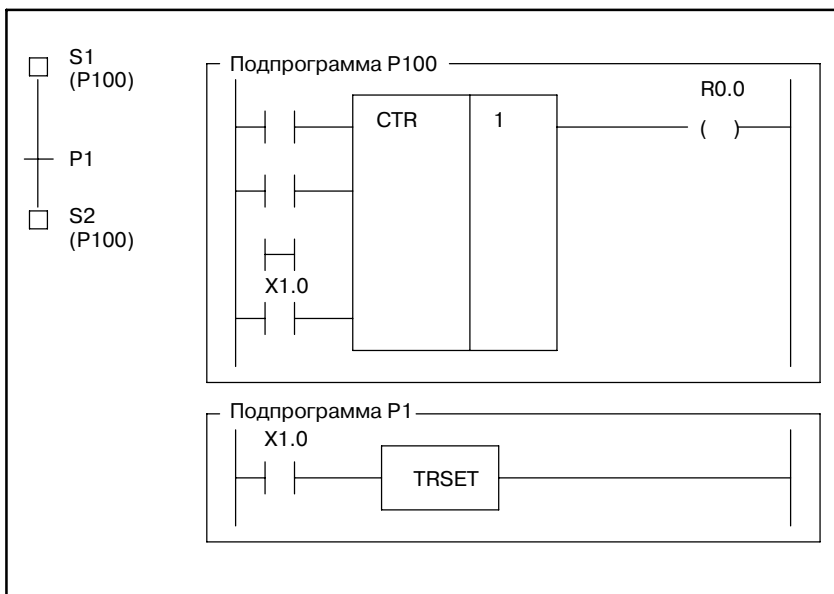 S1
(P100)
P1
S2
(P100)
Подпрограмма P100
R0.0
CTR 1
( )
X1.0
Подпрограмма P1
X1.0
TRSET